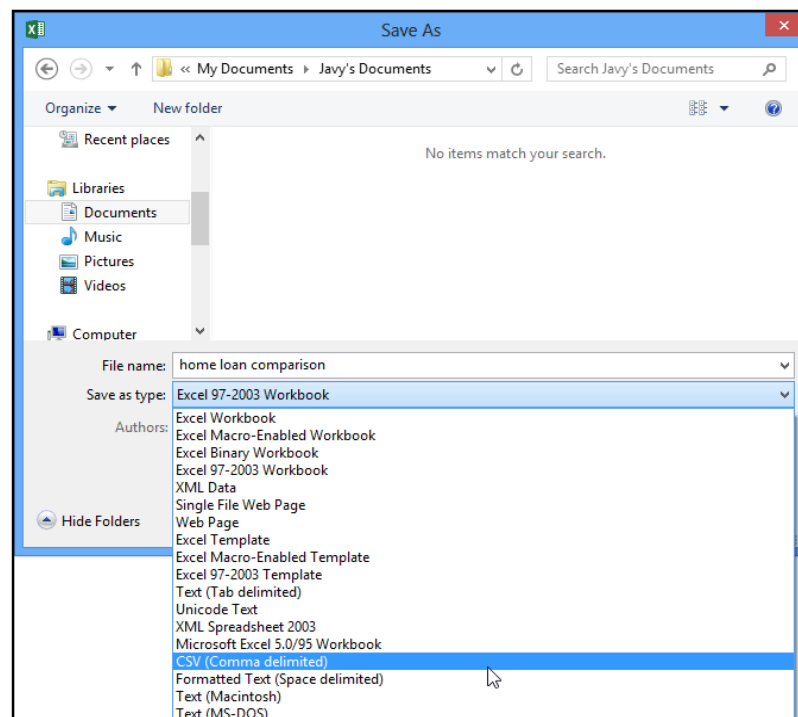 Save As
« My Documents Javy's Documents
Search Javy's Documents
Organize New folder
Recent places
No items match your search.
Libraries
Documents
Music
Pictures
Videos
Computer
File name: home loan comparison
Save as type: Excel 97-2003 Workbook
Authors:
Excel Workbook
Excel Macro-Enabled Workbook
Excel Binary Workbook
Excel 97-2003 Workbook
XML Data
Single File Web Page
Hide Folders
Web Page
Excel Template
Excel Macro-Enabled Template
Excel 97-2003 Template
Text (Tab delimited)
Unicode Text
XML Spreadsheet 2003
Microsoft Excel 5.0/95 Workbook
CSV (Comma delimited)
Formatted Text (Space delimited)
Text (Macintosh)
Text (MS-DOS)